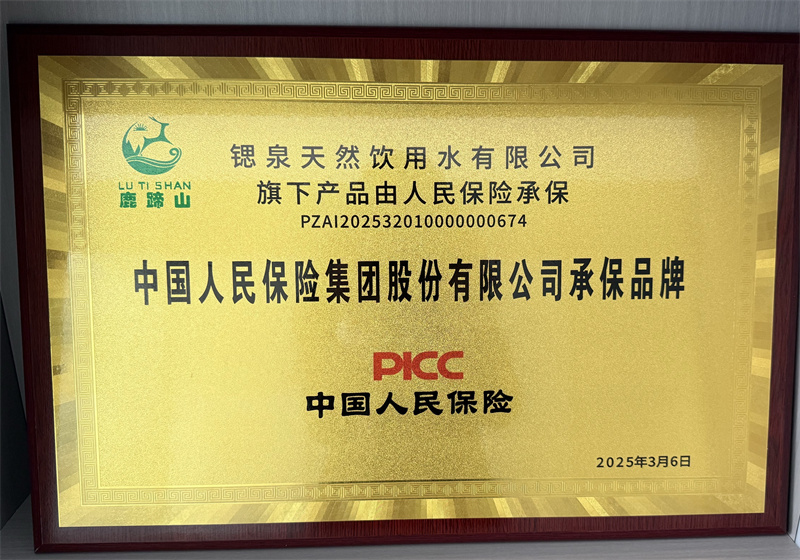 LU TI SHAN
鹿蹄山
锶泉天然饮用水有限公司
旗下产品由人民保险承保
PZAI202532010000000674
中国人民保险集团股份有限公司承保品牌
PICC
中国人民保险
2025年3月6日